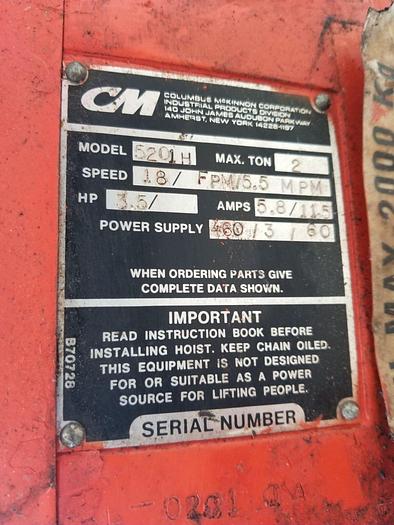 CM
COLUMBUS McKINNON CORPORATION
INDUSTRIAL PRODUCTS DIVISION
140 JOHN JAMES AUDUBON PARKWAY
AMHERST, NEW YORK 14228-1197
MODEL 5201H MAX. TON 2
SPEED 18/ FPM/5.5 MPM
HP 3.5/ AMPS 5.8/11.5
POWER SUPPLY 460/3/60
WHEN ORDERING PARTS GIVE
COMPLETE DATA SHOWN.
IMPORTANT
READ INSTRUCTION BOOK BEFORE
INSTALLING HOIST. KEEP CHAIN OILED.
THIS EQUIPMENT IS NOT DESIGNED
FOR OR SUITABLE AS A POWER
SOURCE FOR LIFTING PEOPLE.
SERIAL NUMBER
B70728
MAX 2000 Kg